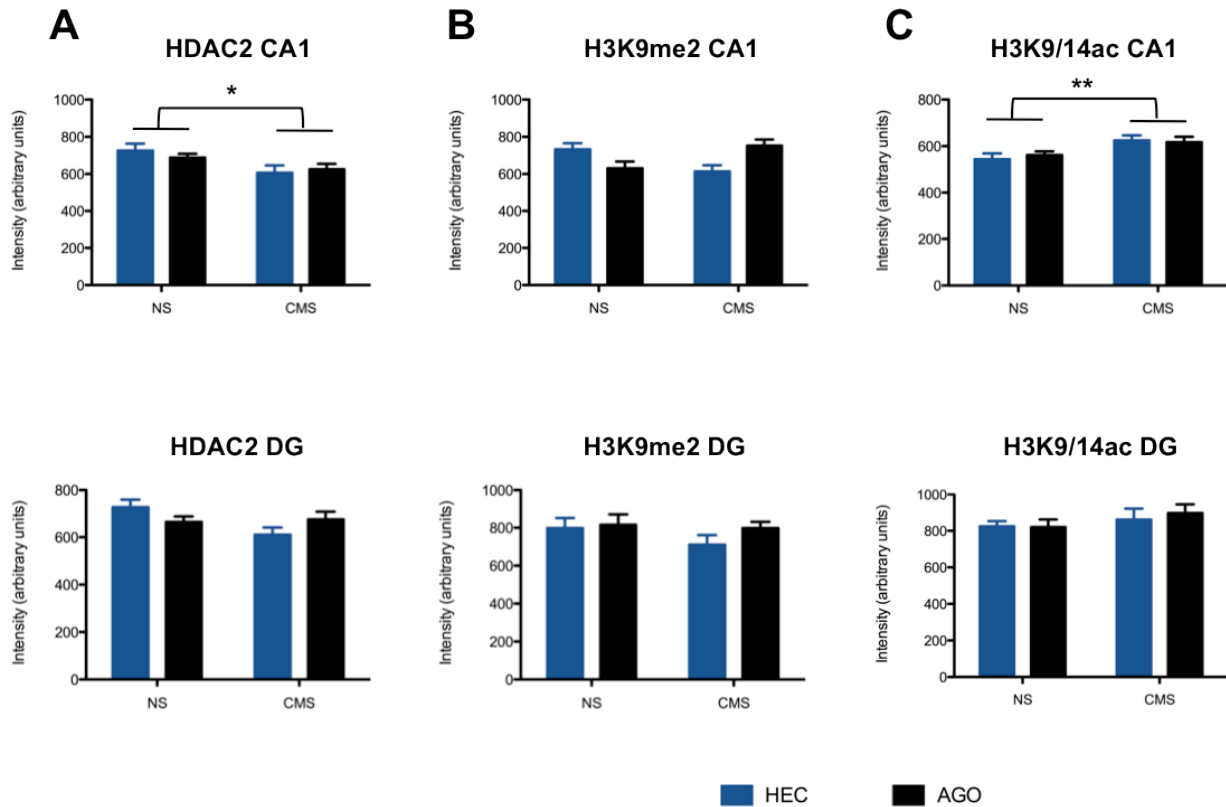 A
HDAC2 CA1
Intensity (arbitrary units)
1000
800
600
400
200
0
*
NS
CMS
B
H3K9me2 CA1
Intensity (arbitrary units)
1000
800
600
400
200
0
NS
CMS
C
H3K9/14ac CA1
Intensity (arbitrary units)
800
600
400
200
0
**
NS
CMS
HDAC2 DG
Intensity (arbitrary units)
800
600
400
200
0
NS
CMS
H3K9me2 DG
Intensity (arbitrary units)
1000
800
600
400
200
0
NS
CMS
H3K9/14ac DG
Intensity (arbitrary units)
1000
800
600
400
200
0
NS
CMS
HEC
AGO